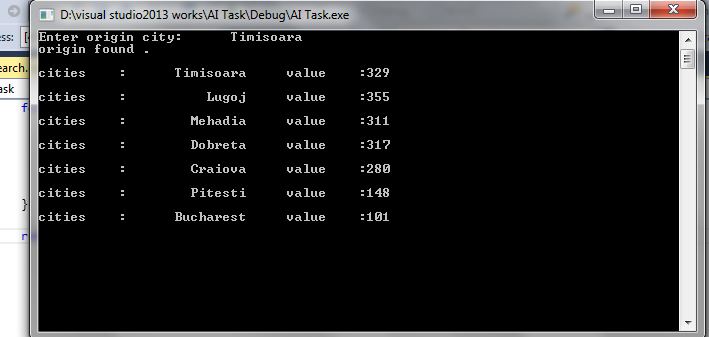 D:\visual studio2013 works\AI Task\Debug\AI Task.exe
Enter origin city: Timisoara
origin found .
cities : Timisoara value :329
cities : Lugoj value :355
cities : Mehadia value :311
cities : Dobreta value :317
cities : Craiova value :280
cities : Pitesti value :148
cities : Bucharest value :101
ess:
earch.
ask
}